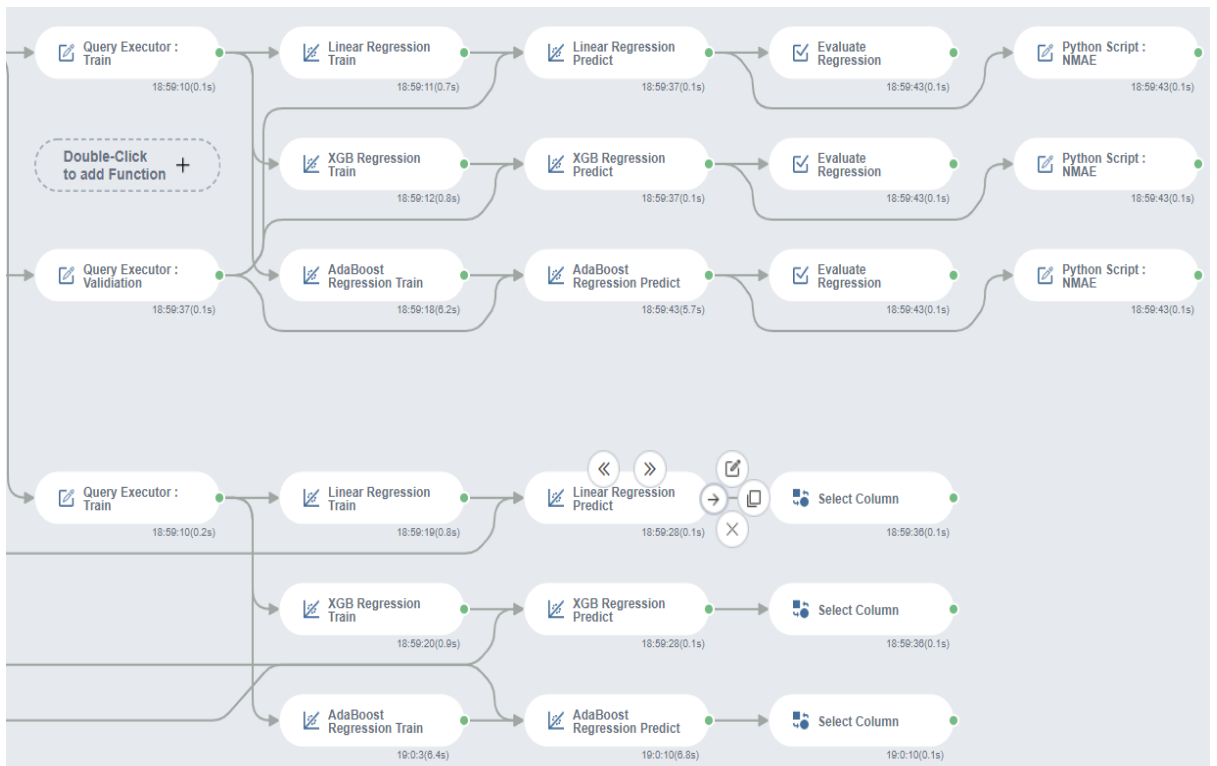 Query Executor :
Train
18:59:10(0.1s)
Linear Regression
Train
18:59:11(0.7s)
Linear Regression
Predict
18:59:37(0.1s)
Evaluate
Regression
18:59:43(0.1s)
Python Script :
NMAE
18:59:43(0.1s)
Double-Click
to add Function
XGB Regression
Train
18:59:12(0.8s)
XGB Regression
Predict
18:59:37(0.1s)
Evaluate
Regression
18:59:43(0.1s)
Python Script :
NMAE
18:59:43(0.1s)
Query Executor :
Validation
18:59:37(0.1s)
AdaBoost
Regression Train
18:59:18(6.2s)
AdaBoost
Regression Predict
18:59:43(5.7s)
Evaluate
Regression
18:59:43(0.1s)
Python Script :
NMAE
18:59:43(0.1s)
Query Executor :
Train
18:59:10(0.2s)
Linear Regression
Train
18:59:19(0.8s)
Linear Regression
Predict
18:59:28(0.1s)
Select Column
18:59:36(0.1s)
XGB Regression
Train
18:59:20(0.9s)
XGB Regression
Predict
18:59:28(0.1s)
Select Column
18:59:36(0.1s)
AdaBoost
Regression Train
19:0:3(6.4s)
AdaBoost
Regression Predict
19:0:10(6.8s)
Select Column
19:0:10(0.1s)